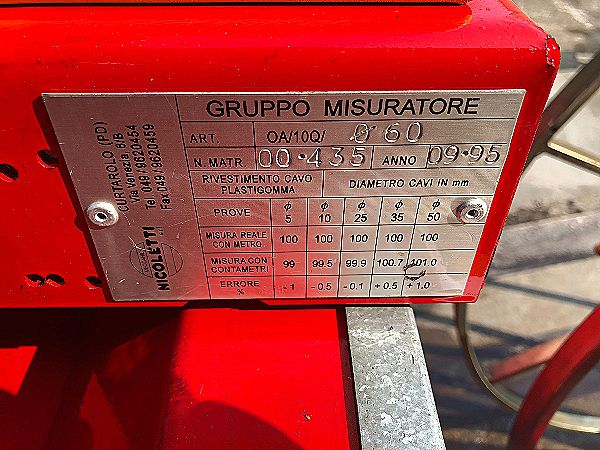 GRUPPO MISURATORE
ART. OA/10Q/ Ø 60
N. MATR. 00·435 ANNO 09·95
RIVESTIMENTO CAVO PLASTIGOMMA
DIAMETRO CAVI IN mm
PROVE ø 5 ø 10 ø 25 ø 35 ø 50
MISURA REALE CON METRO 100 100 100 100 100
MISURA CON CONTAMETRI 99 99.5 99.9 100.7 101.0
ERRORE % - 1 - 0.5 - 0.1 + 0.5 + 1.0
NICOLETTI
CURTAROLO (PD)
Via Venezia 6/B
Tel 049/9620454
Fax 049/9620459